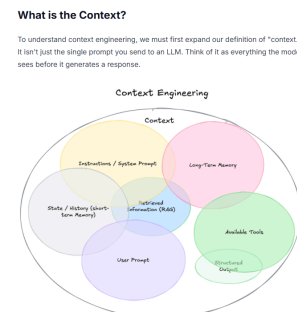 What is the Context?
To understand context engineering, we must first expand our definition of "context.
It isn't just the single prompt you send to an LLM. Think of it as everything the mod
sees before it generates a response.
Context Engineering
Context
Instructions / System Prompt
Long-Term Memory
State / History (short-
term Memory)
Retrieved
Information (RAG)
Available Tools
User Prompt
Structured
Output